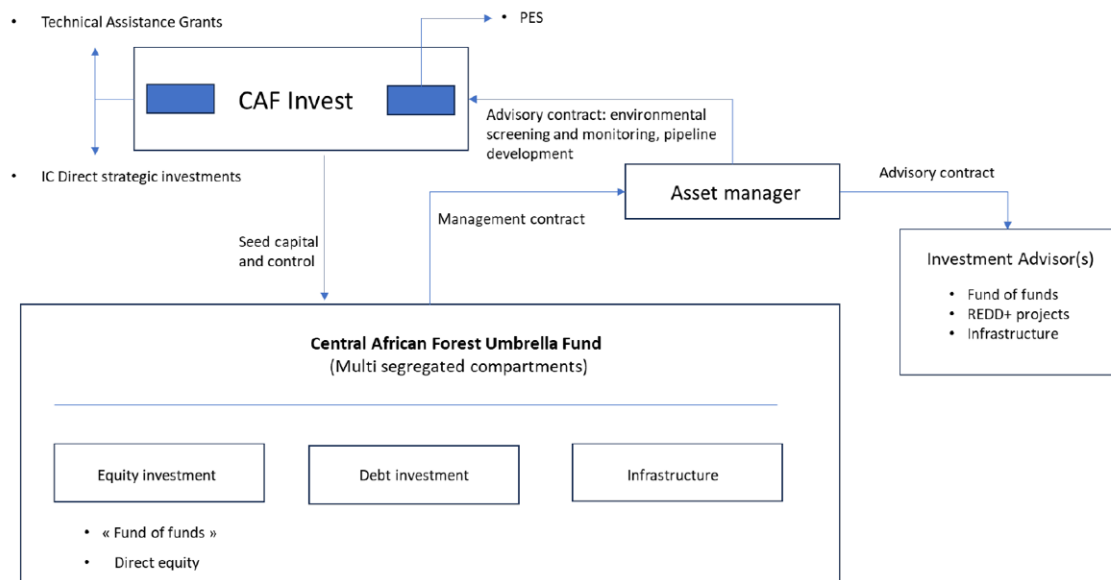 • Technical Assistance Grants
• PES
CAF Invest
Advisory contract: environmental
screening and monitoring, pipeline
development
• IC Direct strategic investments
Asset manager
Advisory contract
Management contract
Seed capital
and control
Investment Advisor(s)
• Fund of funds
• REDD+ projects
• Infrastructure
Central African Forest Umbrella Fund
(Multi segregated compartments)
Equity investment
Debt investment
Infrastructure
• « Fund of funds »
• Direct equity